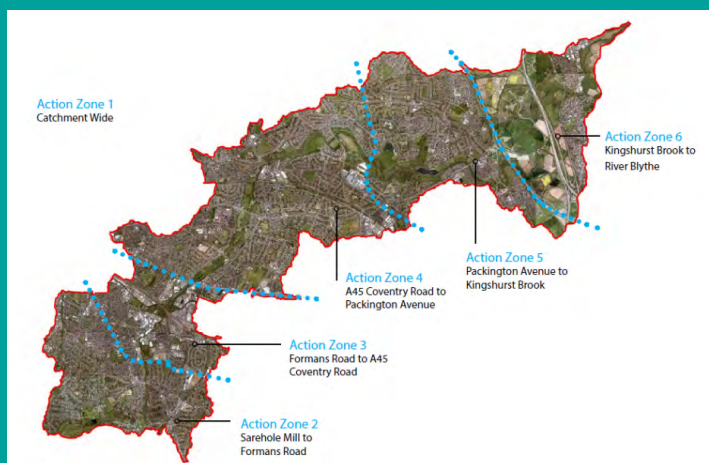 Action Zone 1
Catchment Wide
Action Zone 6
Kingshurst Brook to
River Blythe
Action Zone 5
Packington Avenue to
Kingshurst Brook
Action Zone 4
A45 Coventry Road to
Packington Avenue
Action Zone 3
Formans Road to A45
Coventry Road
Action Zone 2
Sarehole Mill to
Formans Road